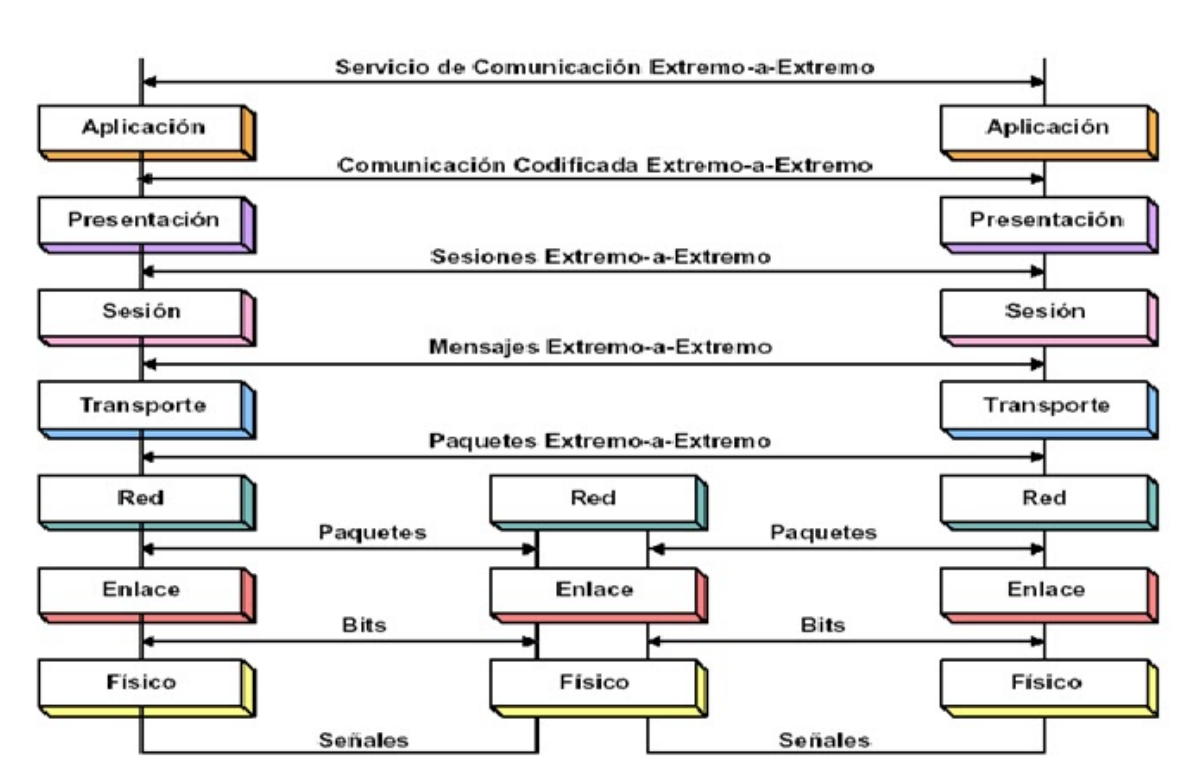 Servicio de Comunicación Extremo-a-Extremo
Aplicación Aplicación
Comunicación Codificada Extremo-a-Extremo
Presentación Presentación
Sesiones Extremo-a-Extremo
Sesión Sesión
Mensajes Extremo-a-Extremo
Transporte Transporte
Paquetes Extremo-a-Extremo
Red Red Red
Paquetes Paquetes
Enlace Enlace Enlace
Bits Bits
Físico Físico Físico
Señales Señales